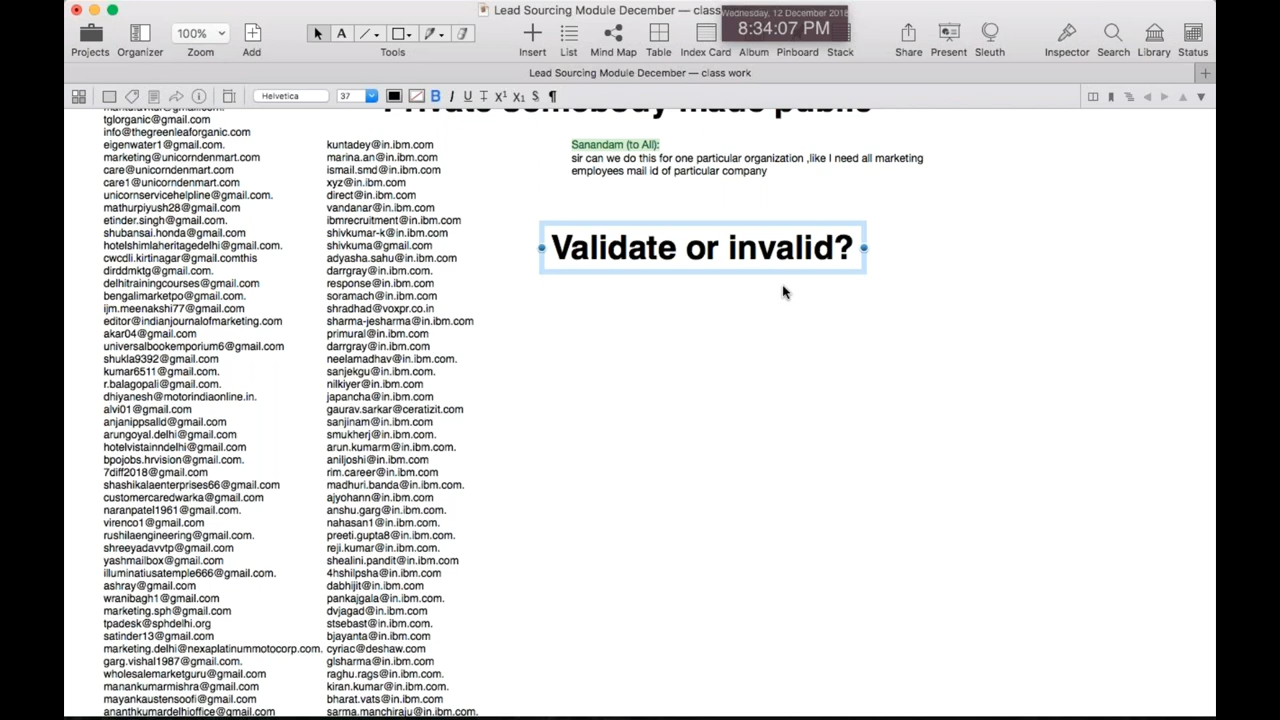 Lead Sourcing Module December — clas
Wednesday, 12 December 2018
8:34:07 PM
100%
Projects
Organizer
Zoom
Add
A
Tools
Insert
List
Mind Map
Table
Index Card
Album
Pinboard
Stack
Share
Present
Sleuth
Inspector
Search
Library
Status
Lead Sourcing Module December — class work
Helvetica
37
B I U T X¹ X₁ S ¶
Private somebody made public
tglorganic@gmail.com
info@thegreenleaforganic.com
eigenwater1@gmail.com.
marketing@unicorndenmart.com
care@unicorndenmart.com
care1@unicorndenmart.com
unicornservicehelpline@gmail.com.
mathurpiyush28@gmail.com
etinder.singh@gmail.com.
shubansai.honda@gmail.com
hotelshimlaheritagedelhi@gmail.com.
cwcdli.kirtinagar@gmail.comthis
dirddmktg@gmail.com.
delhitrainingcourses@gmail.com
bengalimarketpo@gmail.com.
ijm.meenakshi77@gmail.com
editor@indianjournalofmarketing.com
akar04@gmail.com
universalbookemporium6@gmail.com
shukla9392@gmail.com
kumar6511@gmail.com.
r.balagopali@gmail.com.
dhiyanesh@motorindiaonline.in.
alvi01@gmail.com
anjanippsalld@gmail.com
arungoyal.delhi@gmail.com
hotelvistainndelhi@gmail.com
bpojobs.hrvision@gmail.com.
7diff2018@gmail.com
shashikalaenterprises66@gmail.com
customercaredwarka@gmail.com
naranpatel1961@gmail.com.
virenco1@gmail.com
rushilaengineering@gmail.com.
shreeyadavvtp@gmail.com
yashmailbox@gmail.com
illuminatiusatemple666@gmail.com.
ashray@gmail.com
wranibagh1@gmail.com
marketing.sph@gmail.com
tpadesk@sphdelhi.org
satinder13@gmail.com
marketing.delhi@nexaplatinummotocorp.com.
garg.vishal1987@gmail.com.
wholesalemarketguru@gmail.com
manankumarmishra@gmail.com
mayankaustensoofi@gmail.com
ananthkumardelhioffice@gmail.com
kuntadey@in.ibm.com
marina.an@in.ibm.com
ismail.smd@in.ibm.com
xyz@in.ibm.com
direct@in.ibm.com
vandanar@in.ibm.com
ibmrecruitment@in.ibm.com
shivkumar-k@in.ibm.com
shivkuma@gmail.com
adyasha.sahu@in.ibm.com
darrgray@in.ibm.com.
response@in.ibm.com
soramach@in.ibm.com
shradhad@voxpr.co.in
sharma-jesharma@in.ibm.com
primural@in.ibm.com
darrgray@in.ibm.com
neelamadhav@in.ibm.com.
sanjekgu@in.ibm.com.
nilkiyer@in.ibm.com
japancha@in.ibm.com
gaurav.sarkar@ceratizit.com
sanjinam@in.ibm.com
smukherj@in.ibm.com.
arun.kumarm@in.ibm.com.
aniljoshi@in.ibm.com
rim.career@in.ibm.com
madhuri.banda@in.ibm.com.
ajyohann@in.ibm.com
anshu.garg@in.ibm.com
nahasan1@in.ibm.com.
preeti.gupta8@in.ibm.com
reji.kumar@in.ibm.com
shealini.pandit@in.ibm.com
4hshilpsha@in.ibm.com
dabhijit@in.ibm.com
pankajgala@in.ibm.com.
dvjagad@in.ibm.com
stsebast@in.ibm.com.
bjayanta@in.ibm.com
cyriac@deshaw.com
glsharma@in.ibm.com
raghu.rags@in.ibm.com
kiran.kumar@in.ibm.com
bharat.vats@in.ibm.com
sarma.manchiraju@in.ibm.com.
Sanandam (to All):
sir can we do this for one particular organization ,like I need all marketing
employees mail id of particular company
Validate or invalid?